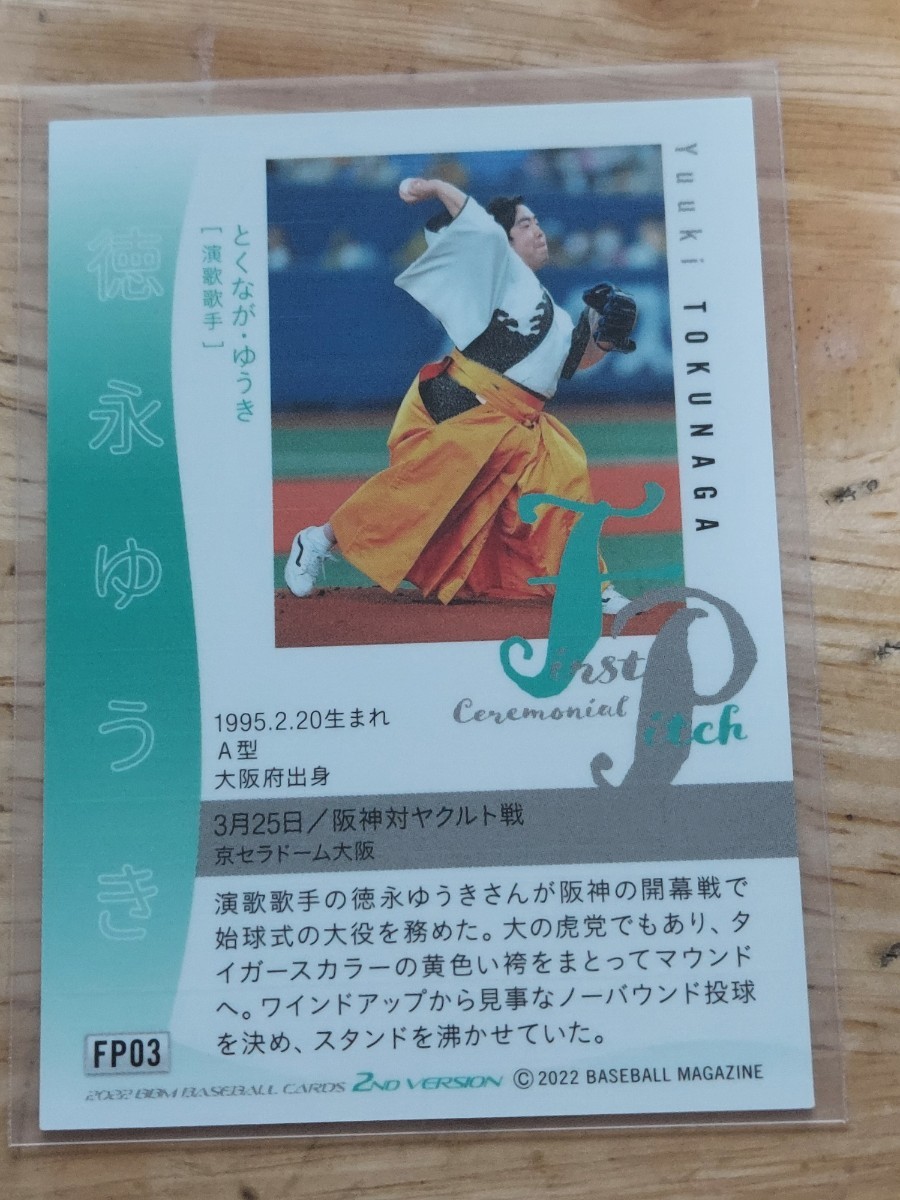 徳永ゆうき
とくなが・ゆうき
[演歌歌手]
Yuuki TOKUNAGA
First
Ceremonial Pitch
1995.2.20生まれ
A型
大阪府出身
3月25日／阪神対ヤクルト戦
京セラドーム大阪
演歌歌手の徳永ゆうきさんが阪神の開幕戦で
始球式の大役を務めた。大の虎党でもあり、タ
イガースカラーの黄色い袴をまとってマウンド
へ。ワインドアップから見事なノーバウンド投球
を決め、スタンドを沸かせていた。
FP03
2022 BBM BASEBALL CARDS 2ND VERSION © 2022 BASEBALL MAGAZINE